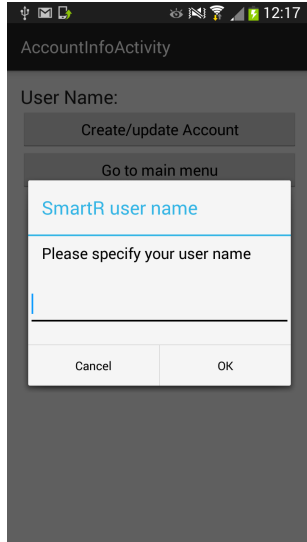 12:17
AccountInfoActivity
User Name:
Create/update Account
Go to main menu
SmartR user name
Please specify your user name
Cancel
OK